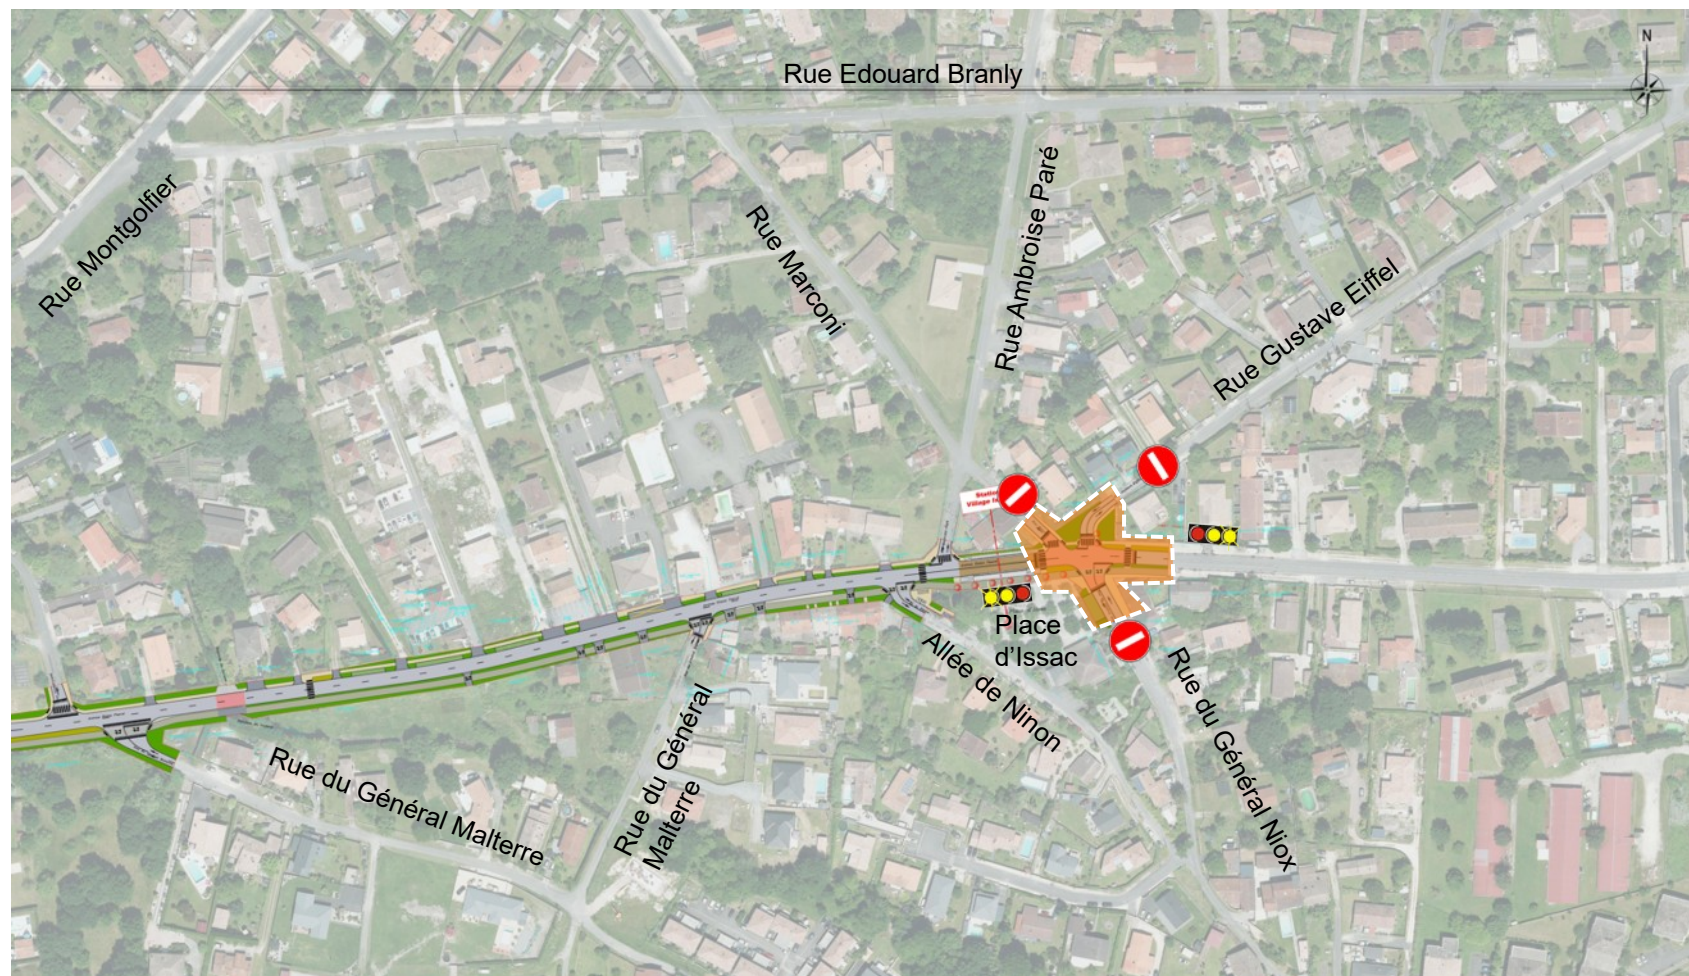 Rue Edouard Branly
N
Rue Montgolfier
Rue Marconi
Rue Ambroise Paré
Rue Gustave Eiffel
Place
d'Issac
Allée de Ninon
Rue du Général Niox
Rue du Général
Malterre
Rue du Général Malterre